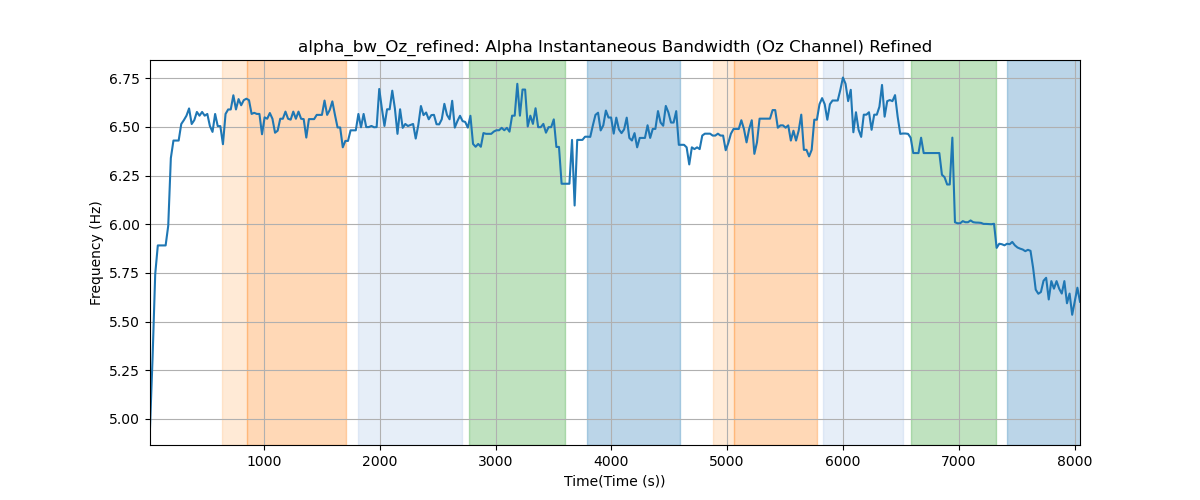 alpha_bw_Oz_refined: Alpha Instantaneous Bandwidth (Oz Channel) Refined
Frequency (Hz)
6.75
6.50
6.25
6.00
5.75
5.50
5.25
5.00
1000 2000 3000 4000 5000 6000 7000 8000
Time(Time (s))